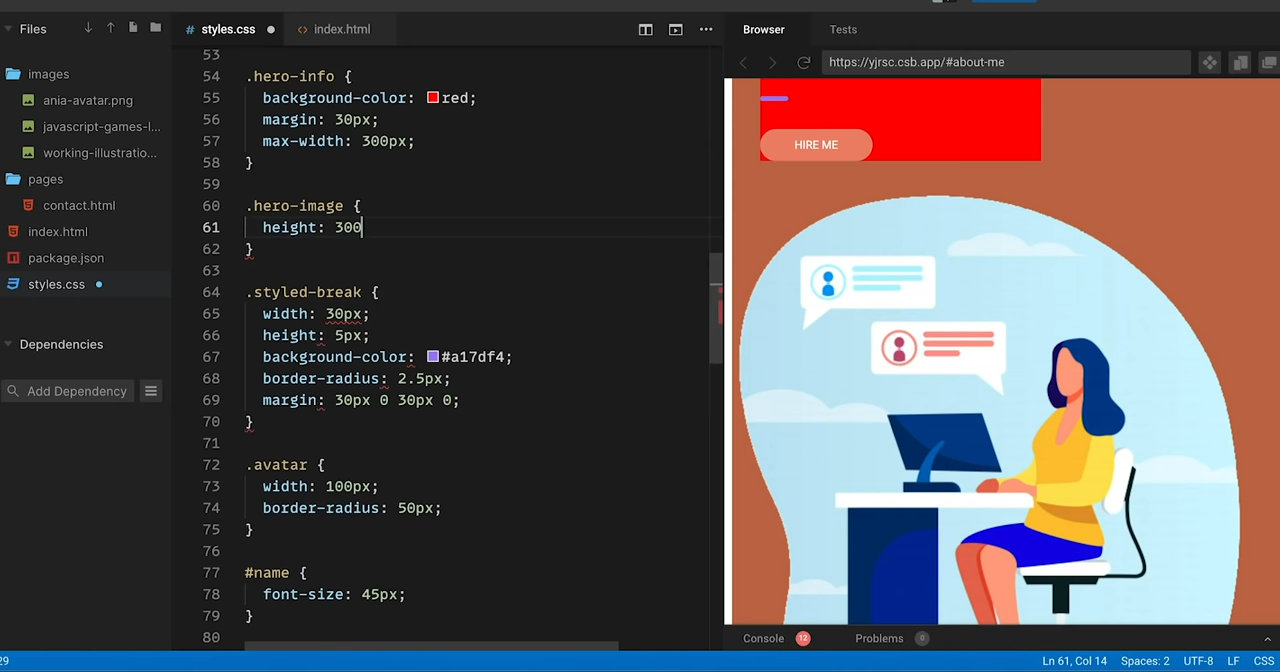 Files
styles.css
index.html
Browser
Tests
https://yjrsc.csb.app/#about-me
images
ania-avatar.png
javascript-games-l...
working-illustratio...
pages
contact.html
index.html
package.json
styles.css
Dependencies
Add Dependency
53
54 .hero-info {
55 background-color: red;
56 margin: 30px;
57 max-width: 300px;
58 }
59
60 .hero-image {
61 height: 300
62 }
63
64 .styled-break {
65 width: 30px;
66 height: 5px;
67 background-color: #a17df4;
68 border-radius: 2.5px;
69 margin: 30px 0 30px 0;
70 }
71
72 .avatar {
73 width: 100px;
74 border-radius: 50px;
75 }
76
77 #name {
78 font-size: 45px;
79 }
80
HIRE ME
Console 12 Problems 0
29
Ln 61, Col 14 Spaces: 2 UTF-8 LF CSS